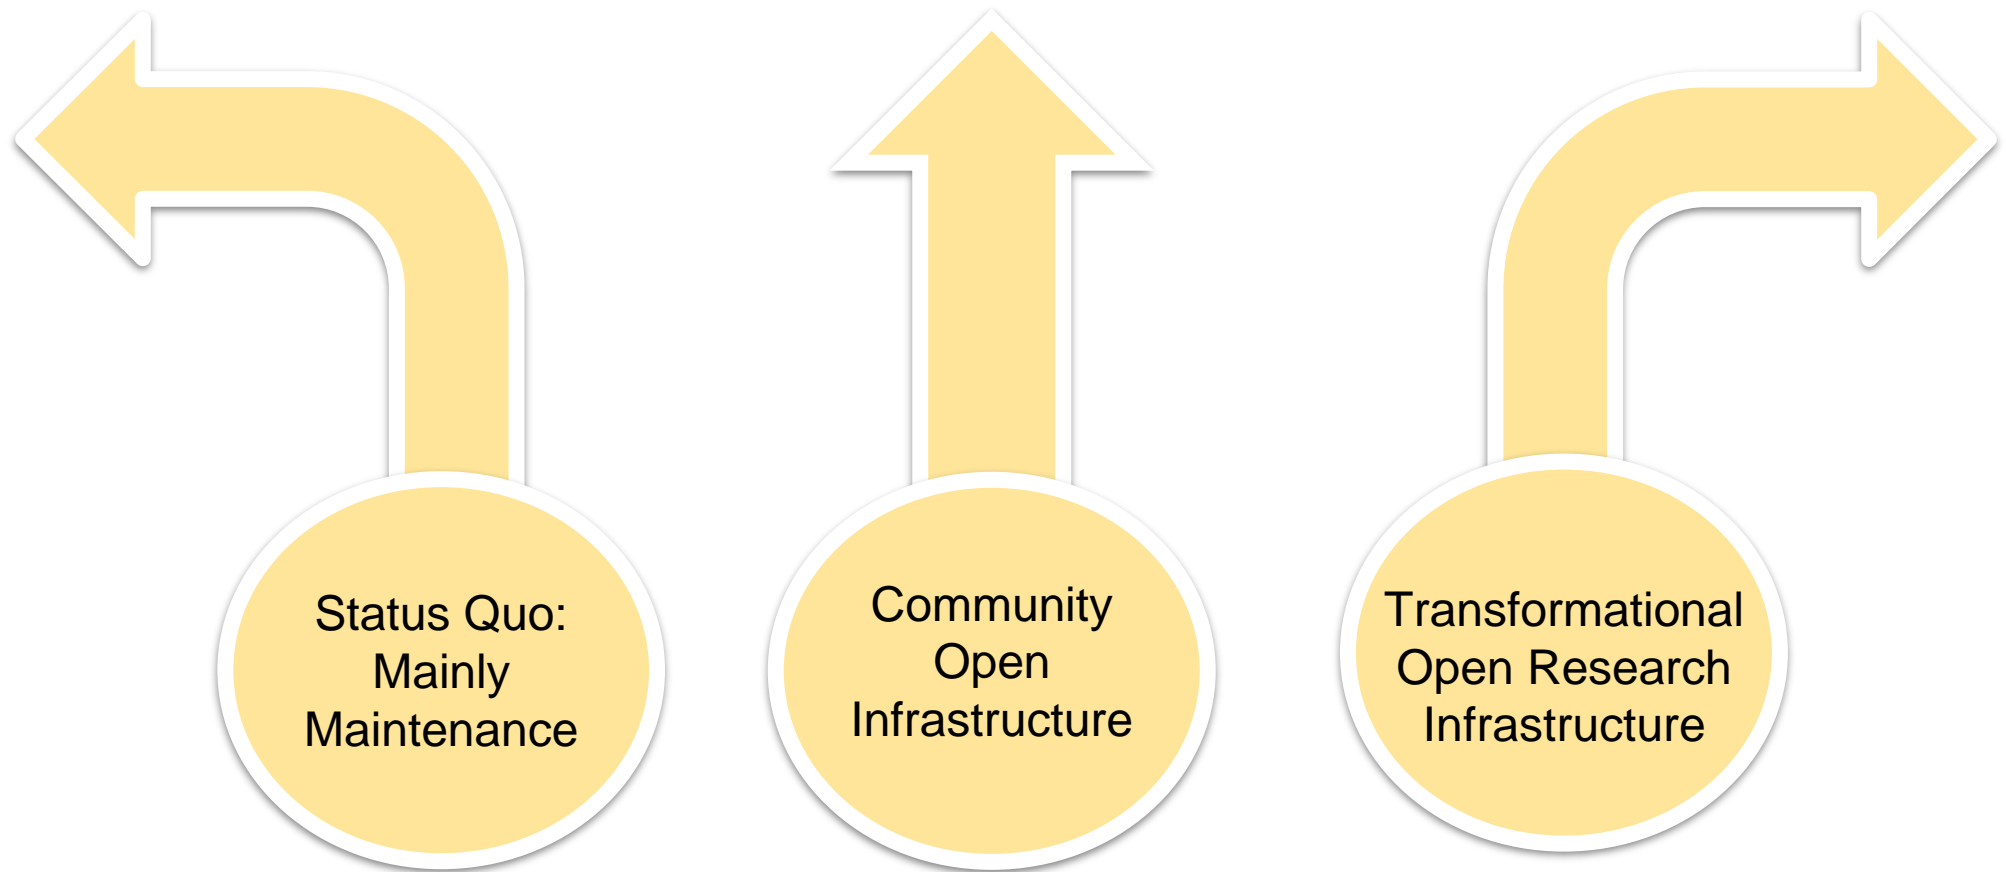 Status Quo:
Mainly
Maintenance
Community
Open
Infrastructure
Transformational
Open Research
Infrastructure